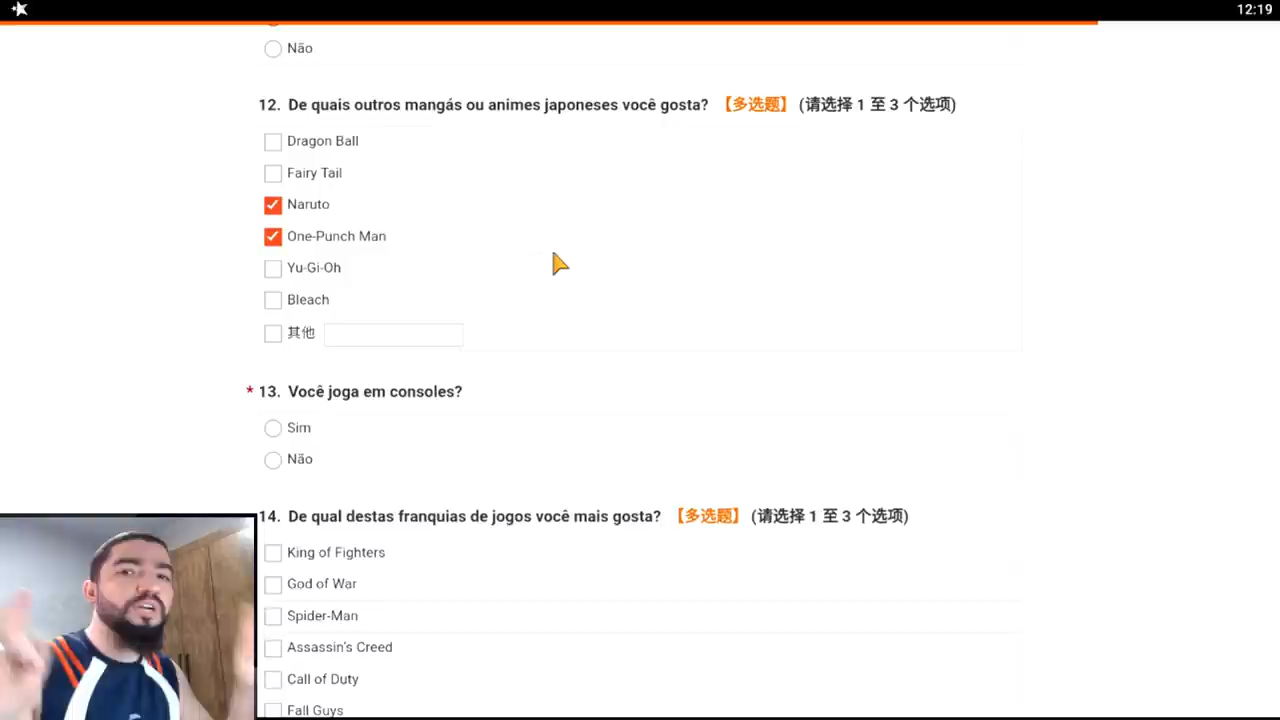 12:19
Não
12. De quais outros mangás ou animes japoneses você gosta? 【多选题】 (请选择 1 至 3 个选项)
Dragon Ball
Fairy Tail
Naruto
One-Punch Man
Yu-Gi-Oh
Bleach
其他
* 13. Você joga em consoles?
Sim
Não
14. De qual destas franquias de jogos você mais gosta? 【多选题】 (请选择 1 至 3 个选项)
King of Fighters
God of War
Spider-Man
Assassin's Creed
Call of Duty
Fall Guys